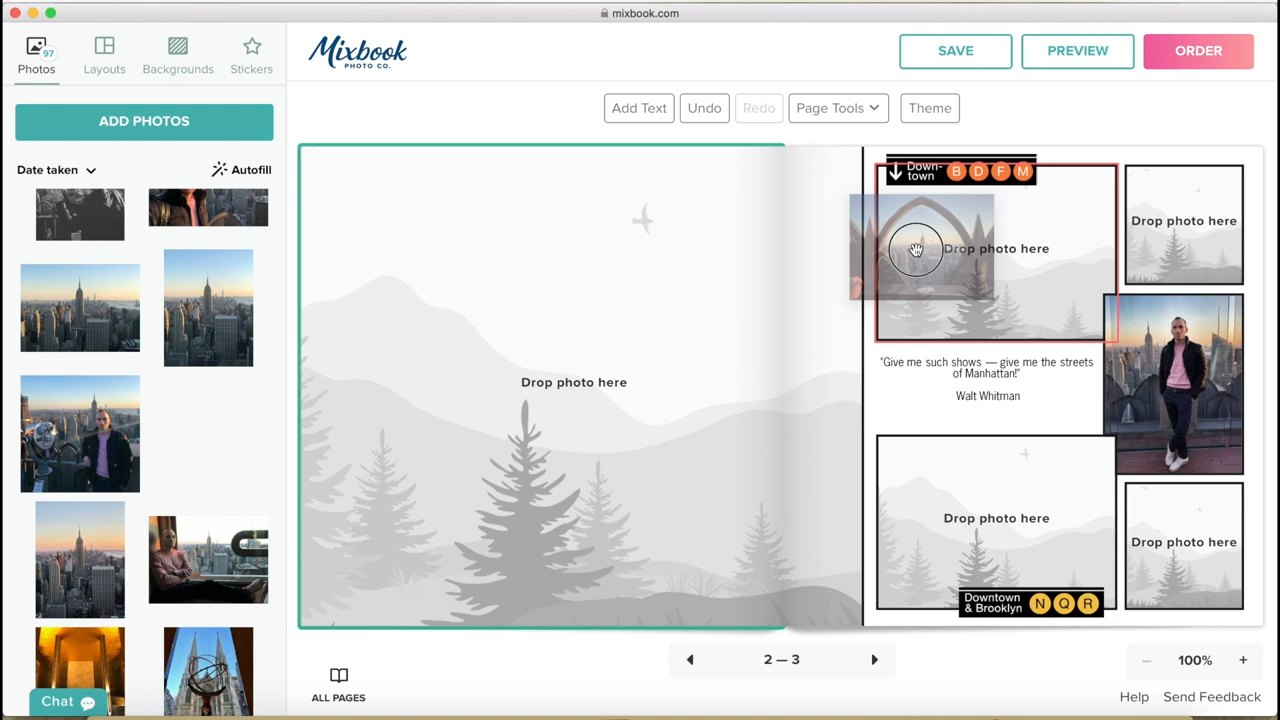 mixbook.com
97
Photos
Layouts
Backgrounds
Stickers
Mixbook
PHOTO CO.
SAVE
PREVIEW
ORDER
Add Text
Undo
Redo
Page Tools
Theme
ADD PHOTOS
Date taken
Autofill
Drop photo here
Down-
town
B D F M
Drop photo here
Drop photo here
"Give me such shows — give me the streets
of Manhattan!"
Walt Whitman
Drop photo here
Drop photo here
Downtown
& Brooklyn
N Q R
2 — 3
100%
ALL PAGES
Chat
Help
Send Feedback